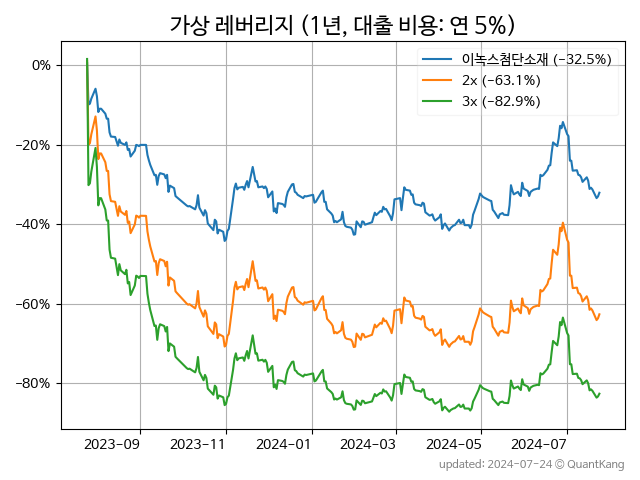 가상 레버리지 (1년, 대출 비용: 연 5%)
이녹스첨단소재 (−32.5%)
2x (−63.1%)
3x (−82.9%)
0%
−20%
−40%
−60%
−80%
2023-09 2023-11 2024-01 2024-03 2024-05 2024-07
updated: 2024-07-24 © QuantKang